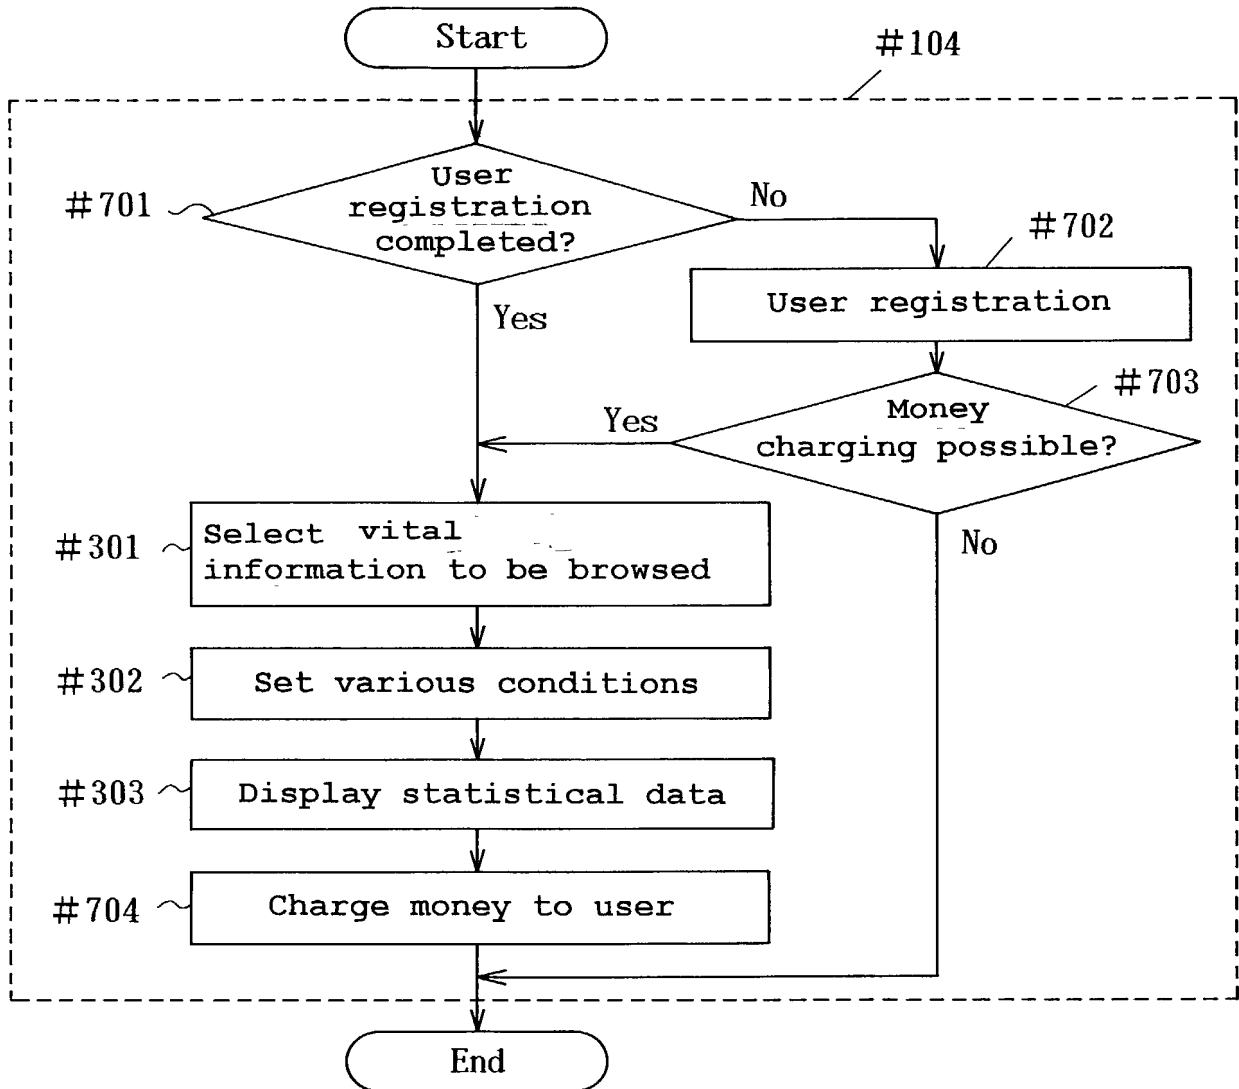 Start
#104
User
registration
completed?
#701
No
#702
User registration
Yes
#703
Money
charging possible?
Yes
No
#301
Select vital
information to be browsed
#302
Set various conditions
#303
Display statistical data
#704
Charge money to user
End